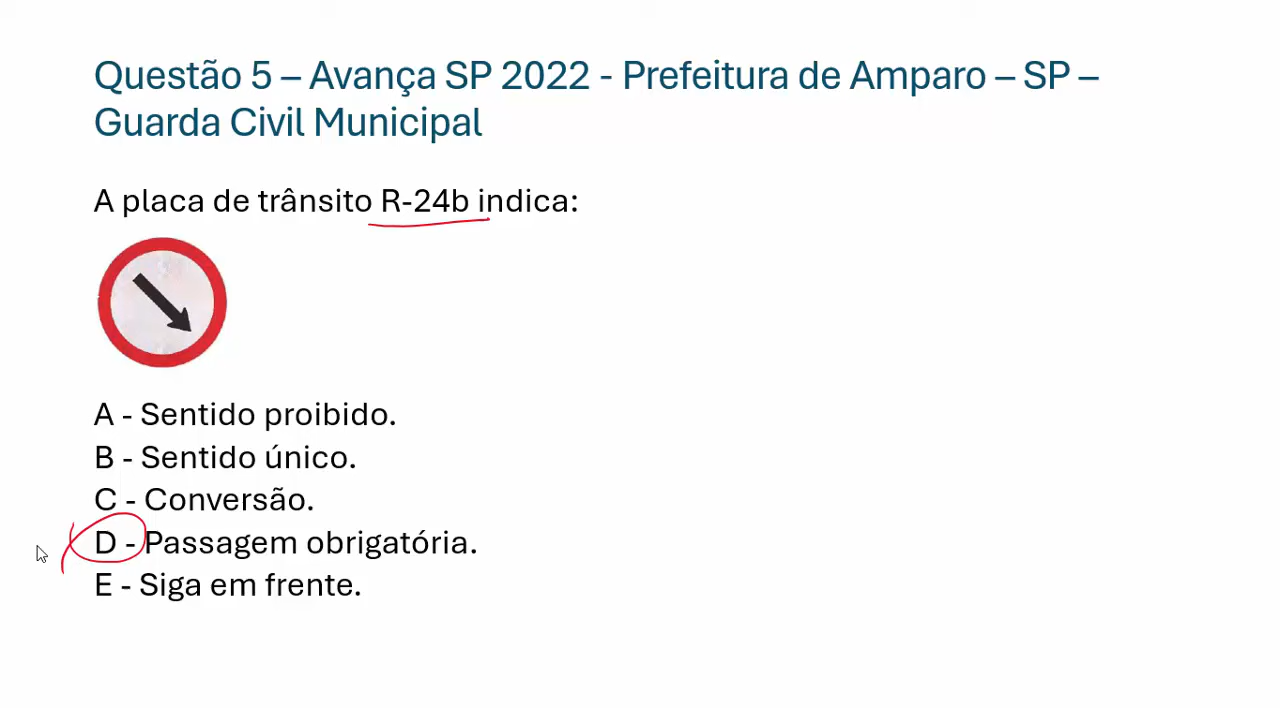 Questão 5 – Avança SP 2022 - Prefeitura de Amparo – SP –
Guarda Civil Municipal
A placa de trânsito R-24b indica:
A - Sentido proibido.
B - Sentido único.
C - Conversão.
D - Passagem obrigatória.
E - Siga em frente.